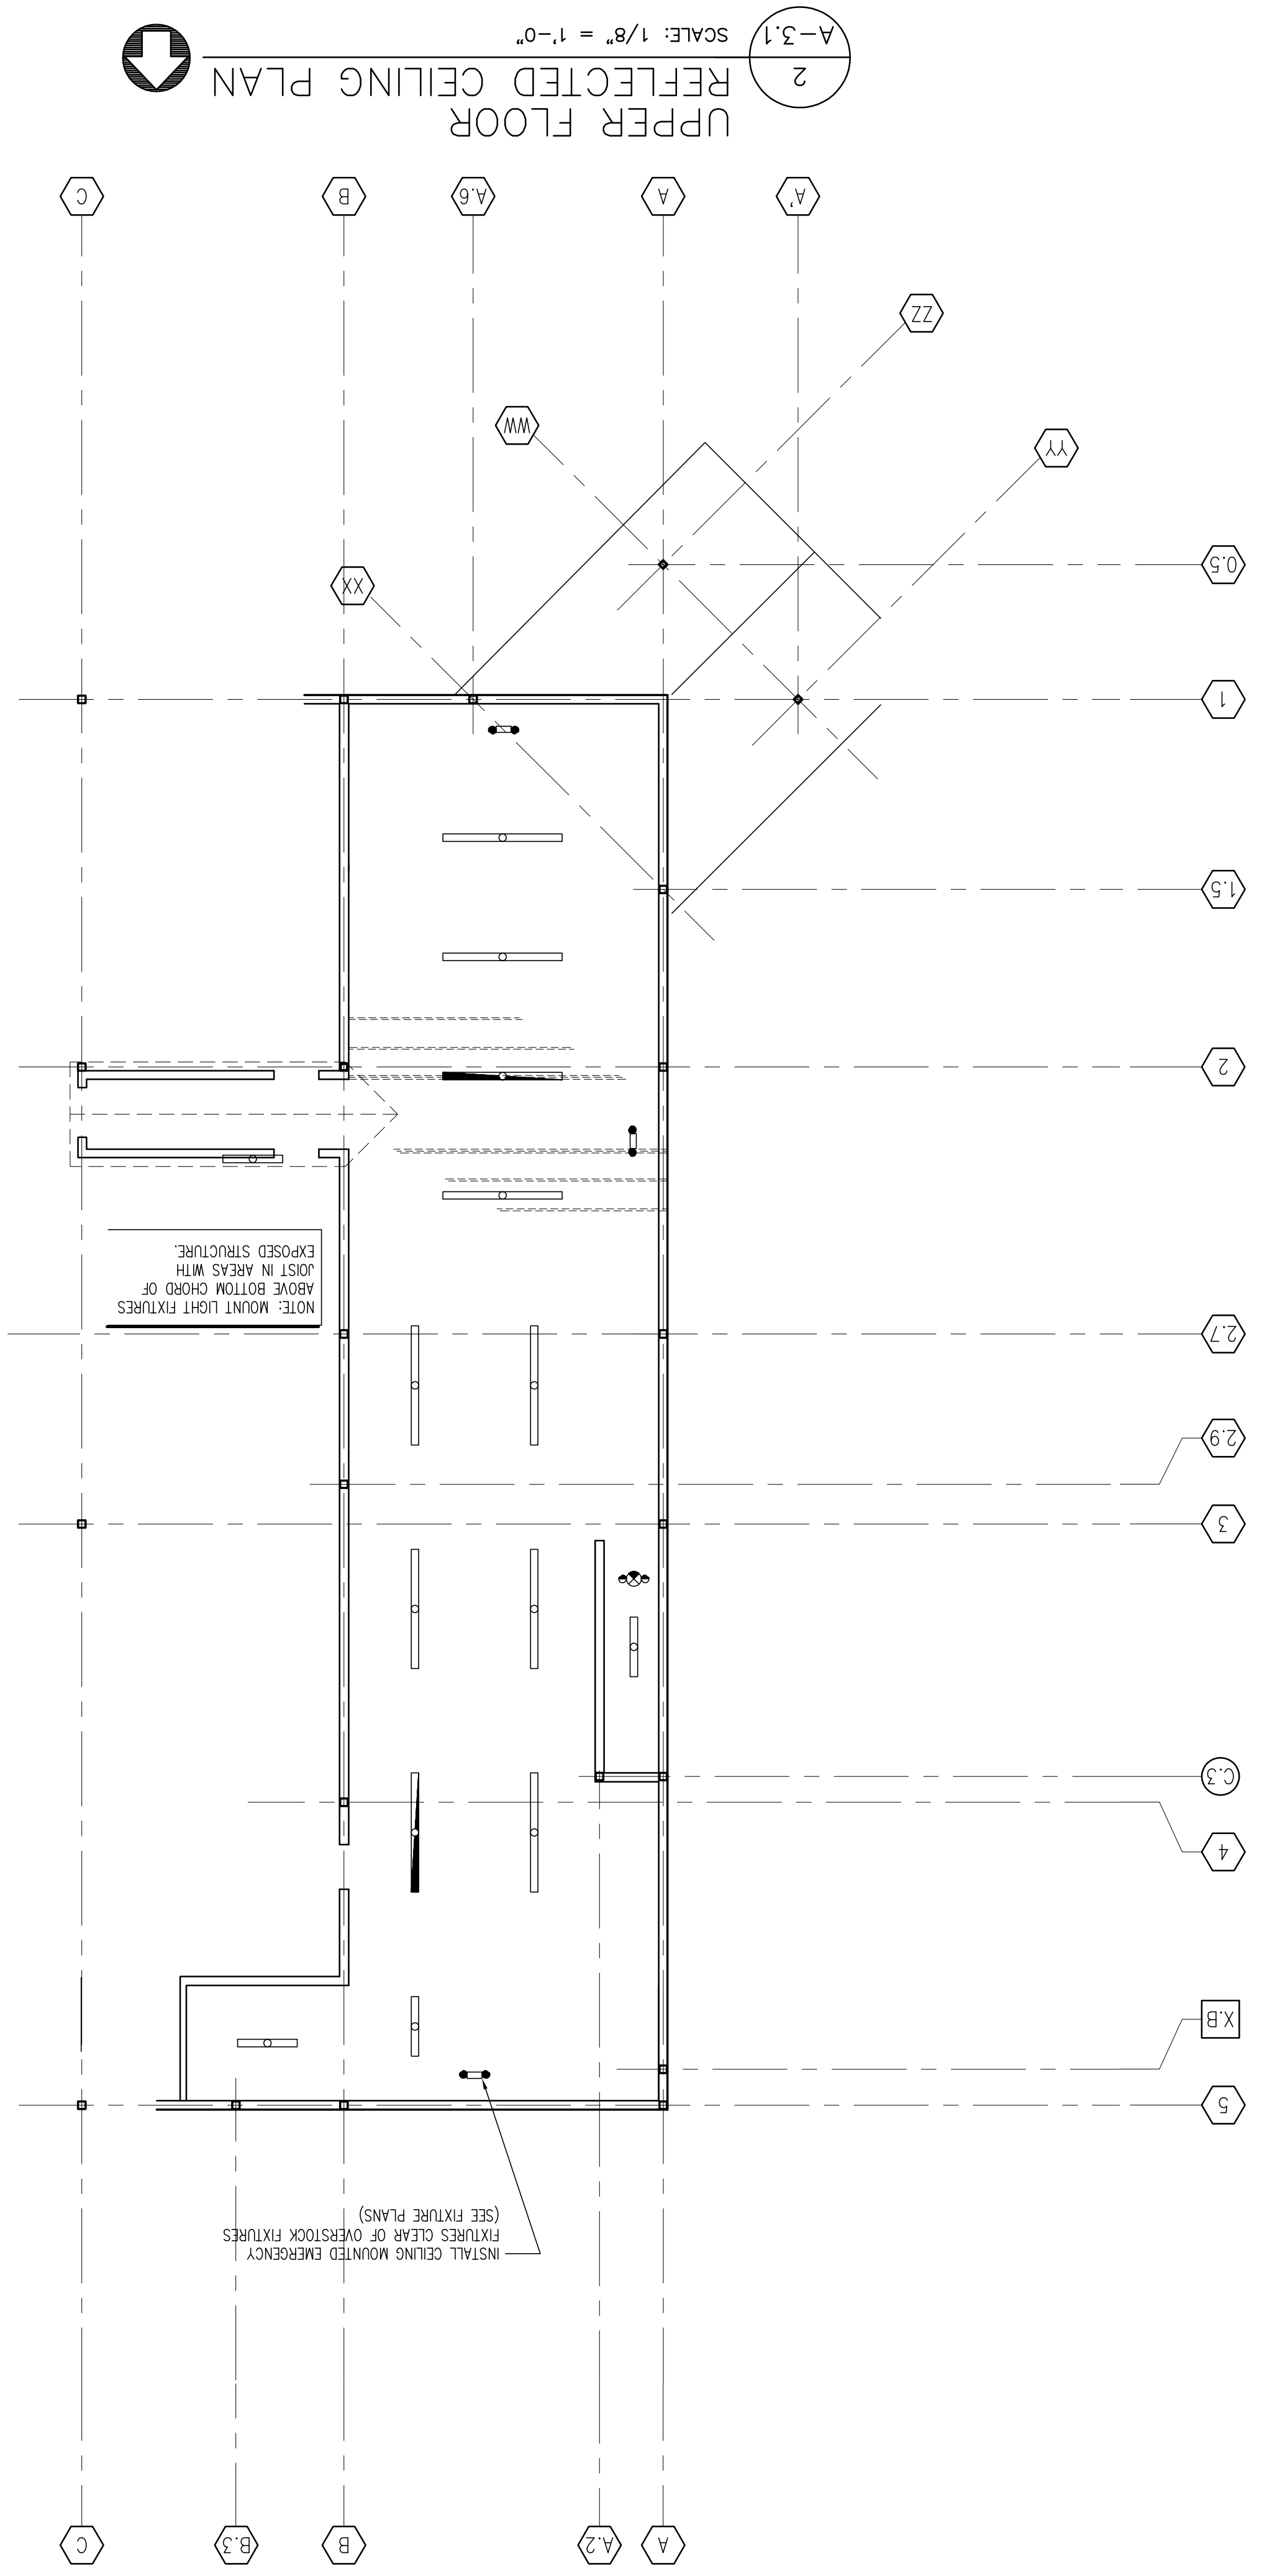 A
A.2
B
B.3
C
INSTALL CEILING MOUNTED EMERGENCY
FIXTURES CLEAR OF OVERSTOCK FIXTURES
(SEE FIXTURE PLANS)
5
X.B
4
C.3
3
2.9
2.7
NOTE: MOUNT LIGHT FIXTURES
ABOVE BOTTOM CHORD OF
JOIST IN AREAS WITH
EXPOSED STRUCTURE.
2
1.5
1
XX
0.5
YY
WW
ZZ
A'
A
A.6
B
C
UPPER FLOOR
REFLECTED CEILING PLAN
2
A-3.1
SCALE: 1/8" = 1'-0"